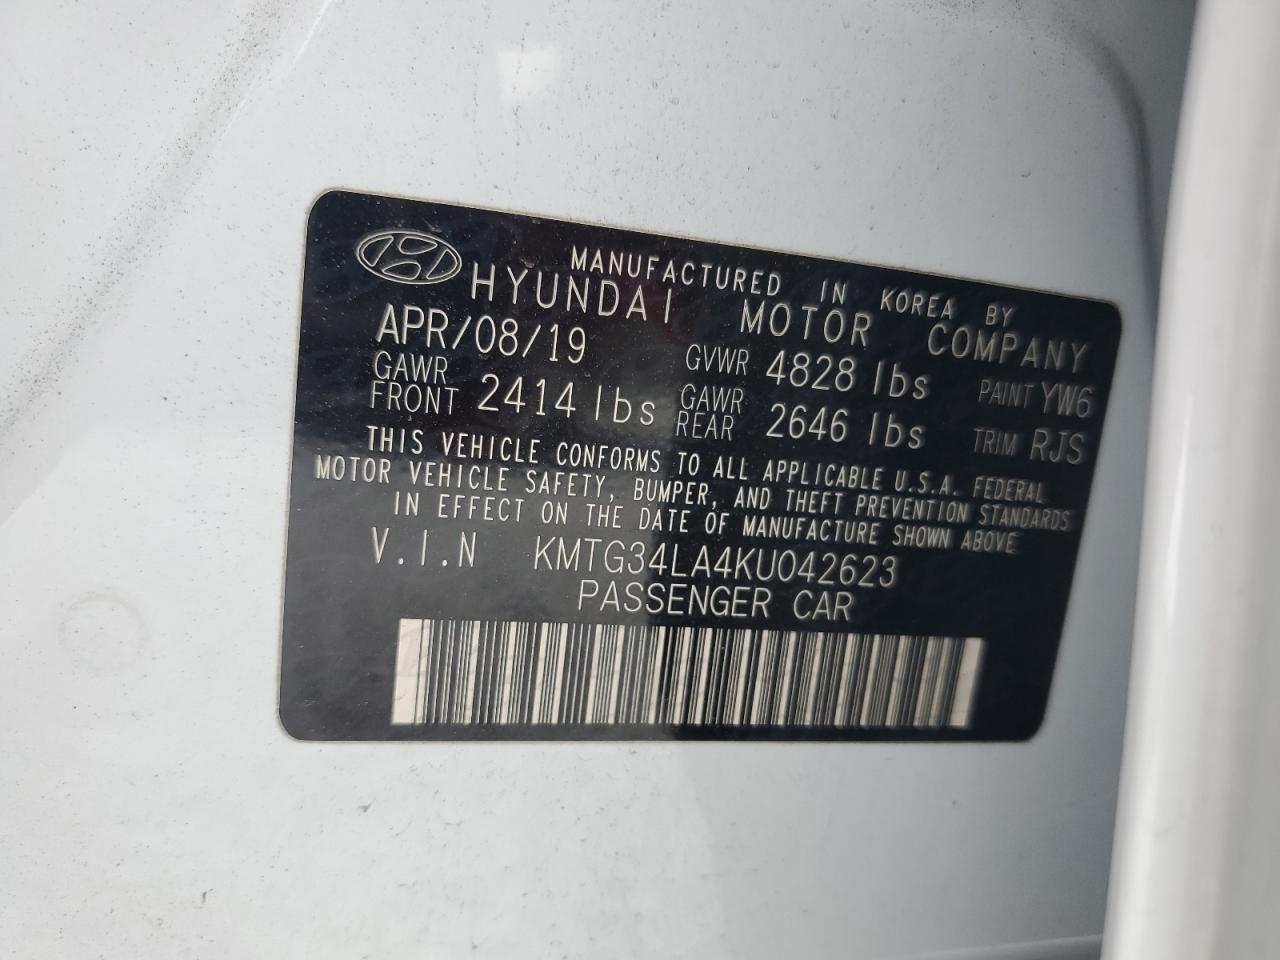 MANUFACTURED IN KOREA BY
HYUNDAI MOTOR COMPANY
APR/08/19 GVWR 4828 lbs PAINT YW6
GAWR FRONT 2414 lbs GAWR REAR 2646 lbs TRIM RJS
THIS VEHICLE CONFORMS TO ALL APPLICABLE U.S.A. FEDERAL
MOTOR VEHICLE SAFETY, BUMPER, AND THEFT PREVENTION STANDARDS
IN EFFECT ON THE DATE OF MANUFACTURE SHOWN ABOVE
V.I.N KMTG34LA4KU042623
PASSENGER CAR